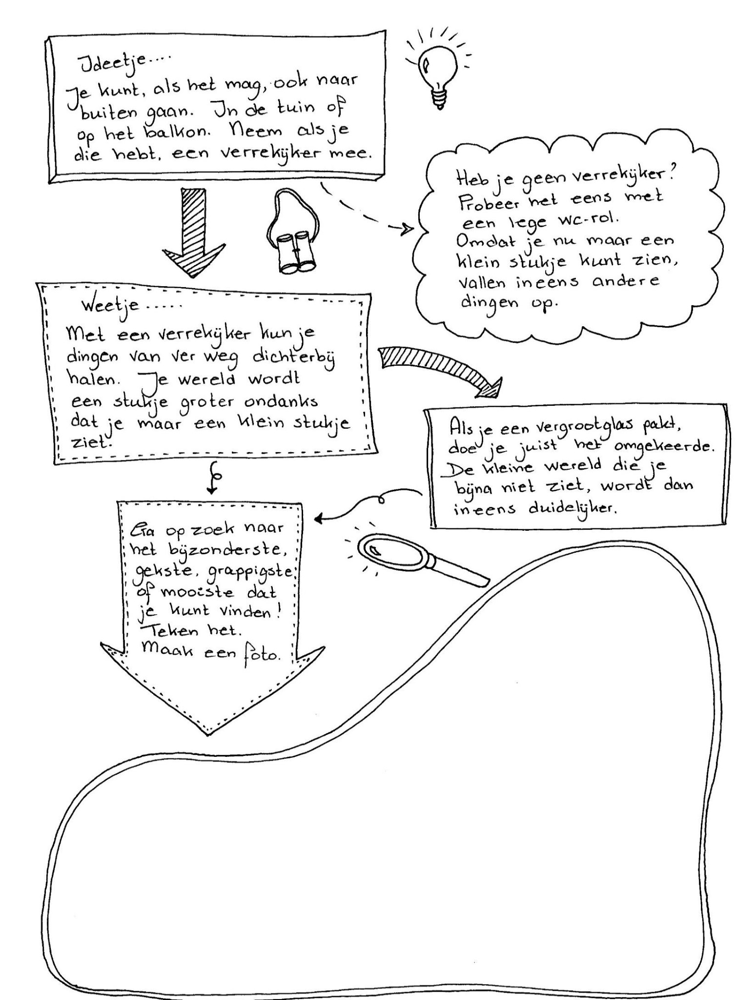 Ideetje....
Je kunt, als het mag, ook naar
buiten gaan. In de tuin of
op het balkon. Neem als je
die hebt, een verrekijker mee.
Heb je geen verrekijker?
Probeer het eens met
een lege wc-rol.
Omdat je nu maar een
klein stukje kunt zien,
vallen ineens andere
dingen op.
Weetje.....
Met een verrekijker kun je
dingen van ver weg dichterbij
halen. Je wereld wordt
een stukje groter ondanks
dat je maar een klein stukje
ziet.
Als je een vergrootglas pakt,
doe je juist het omgekeerde.
De kleine wereld die je
bijna niet ziet, wordt dan
ineens duidelijker.
Ga op zoek naar
het bijzonderste,
gekste, grappigste
of mooiste dat
je kunt vinden!
Teken het.
Maak een foto.